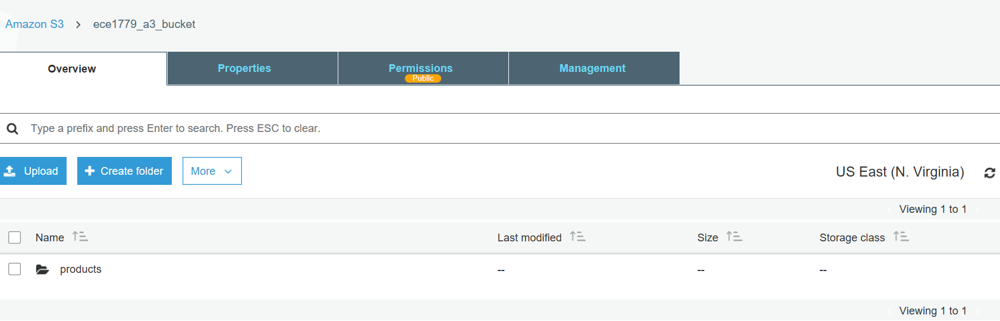 Amazon S3 > ece1779_a3_bucket
Overview Properties Permissions Management
Public
Type a prefix and press Enter to search. Press ESC to clear.
Upload Create folder More US East (N. Virginia)
Viewing 1 to 1
Name Last modified Size Storage class
products -- -- --
Viewing 1 to 1